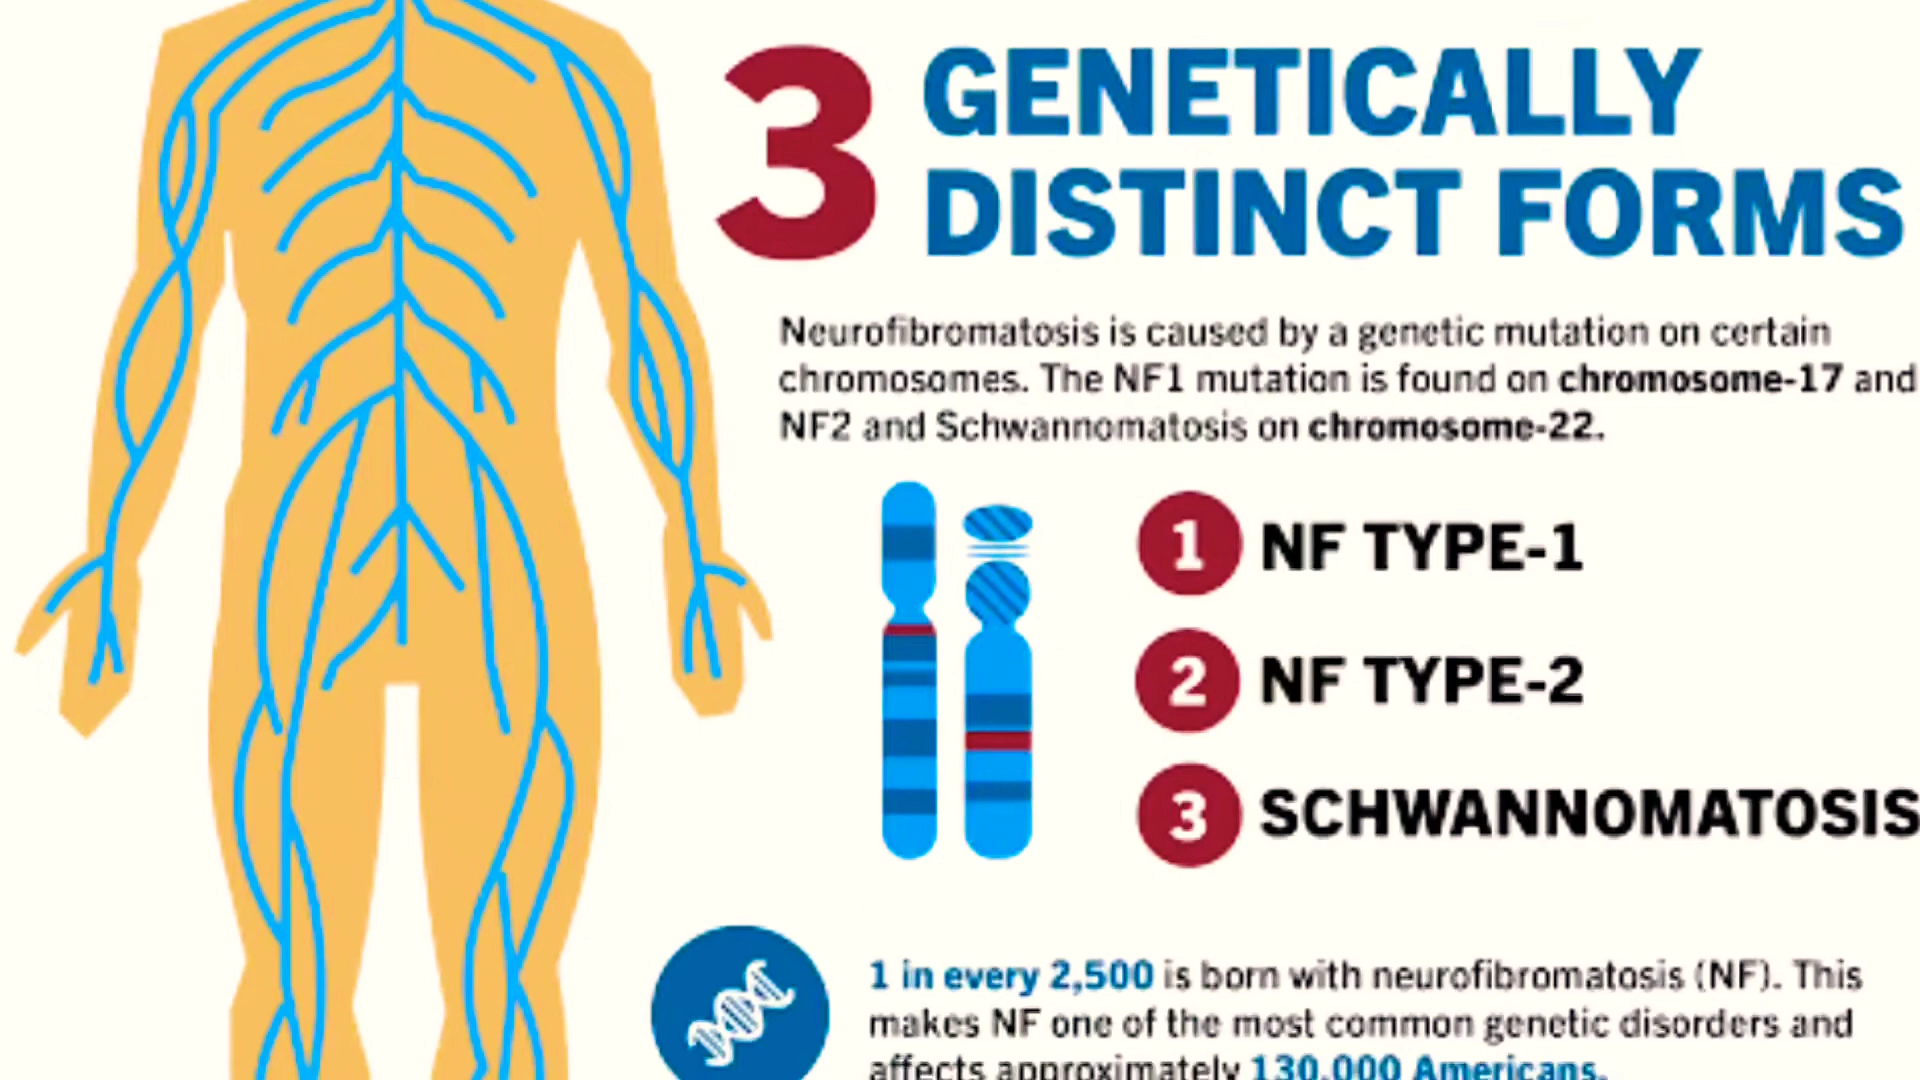 3 GENETICALLY
DISTINCT FORMS
Neurofibromatosis is caused by a genetic mutation on certain
chromosomes. The NF1 mutation is found on chromosome-17 and
NF2 and Schwannomatosis on chromosome-22.
1 NF TYPE-1
2 NF TYPE-2
3 SCHWANNOMATOSIS
1 in every 2,500 is born with neurofibromatosis (NF). This
makes NF one of the most common genetic disorders and
affects approximately 130,000 Americans.